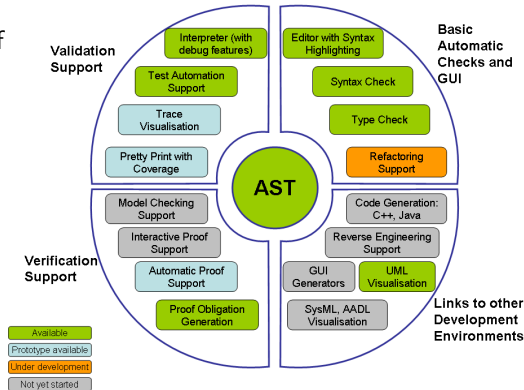 f
Validation
Support
Interpreter (with
debug features)
Test Automation
Support
Trace
Visualisation
Pretty Print with
Coverage
Editor with Syntax
Highlighting
Syntax Check
Type Check
Refactoring
Support
Basic
Automatic
Checks and
GUI
AST
Model Checking
Support
Interactive Proof
Support
Automatic Proof
Support
Proof Obligation
Generation
Verification
Support
Code Generation:
C++, Java
Reverse Engineering
Support
GUI
Generators
UML
Visualisation
SysML, AADL
Visualisation
Links to other
Development
Environments
Available
Prototype available
Under development
Not yet started